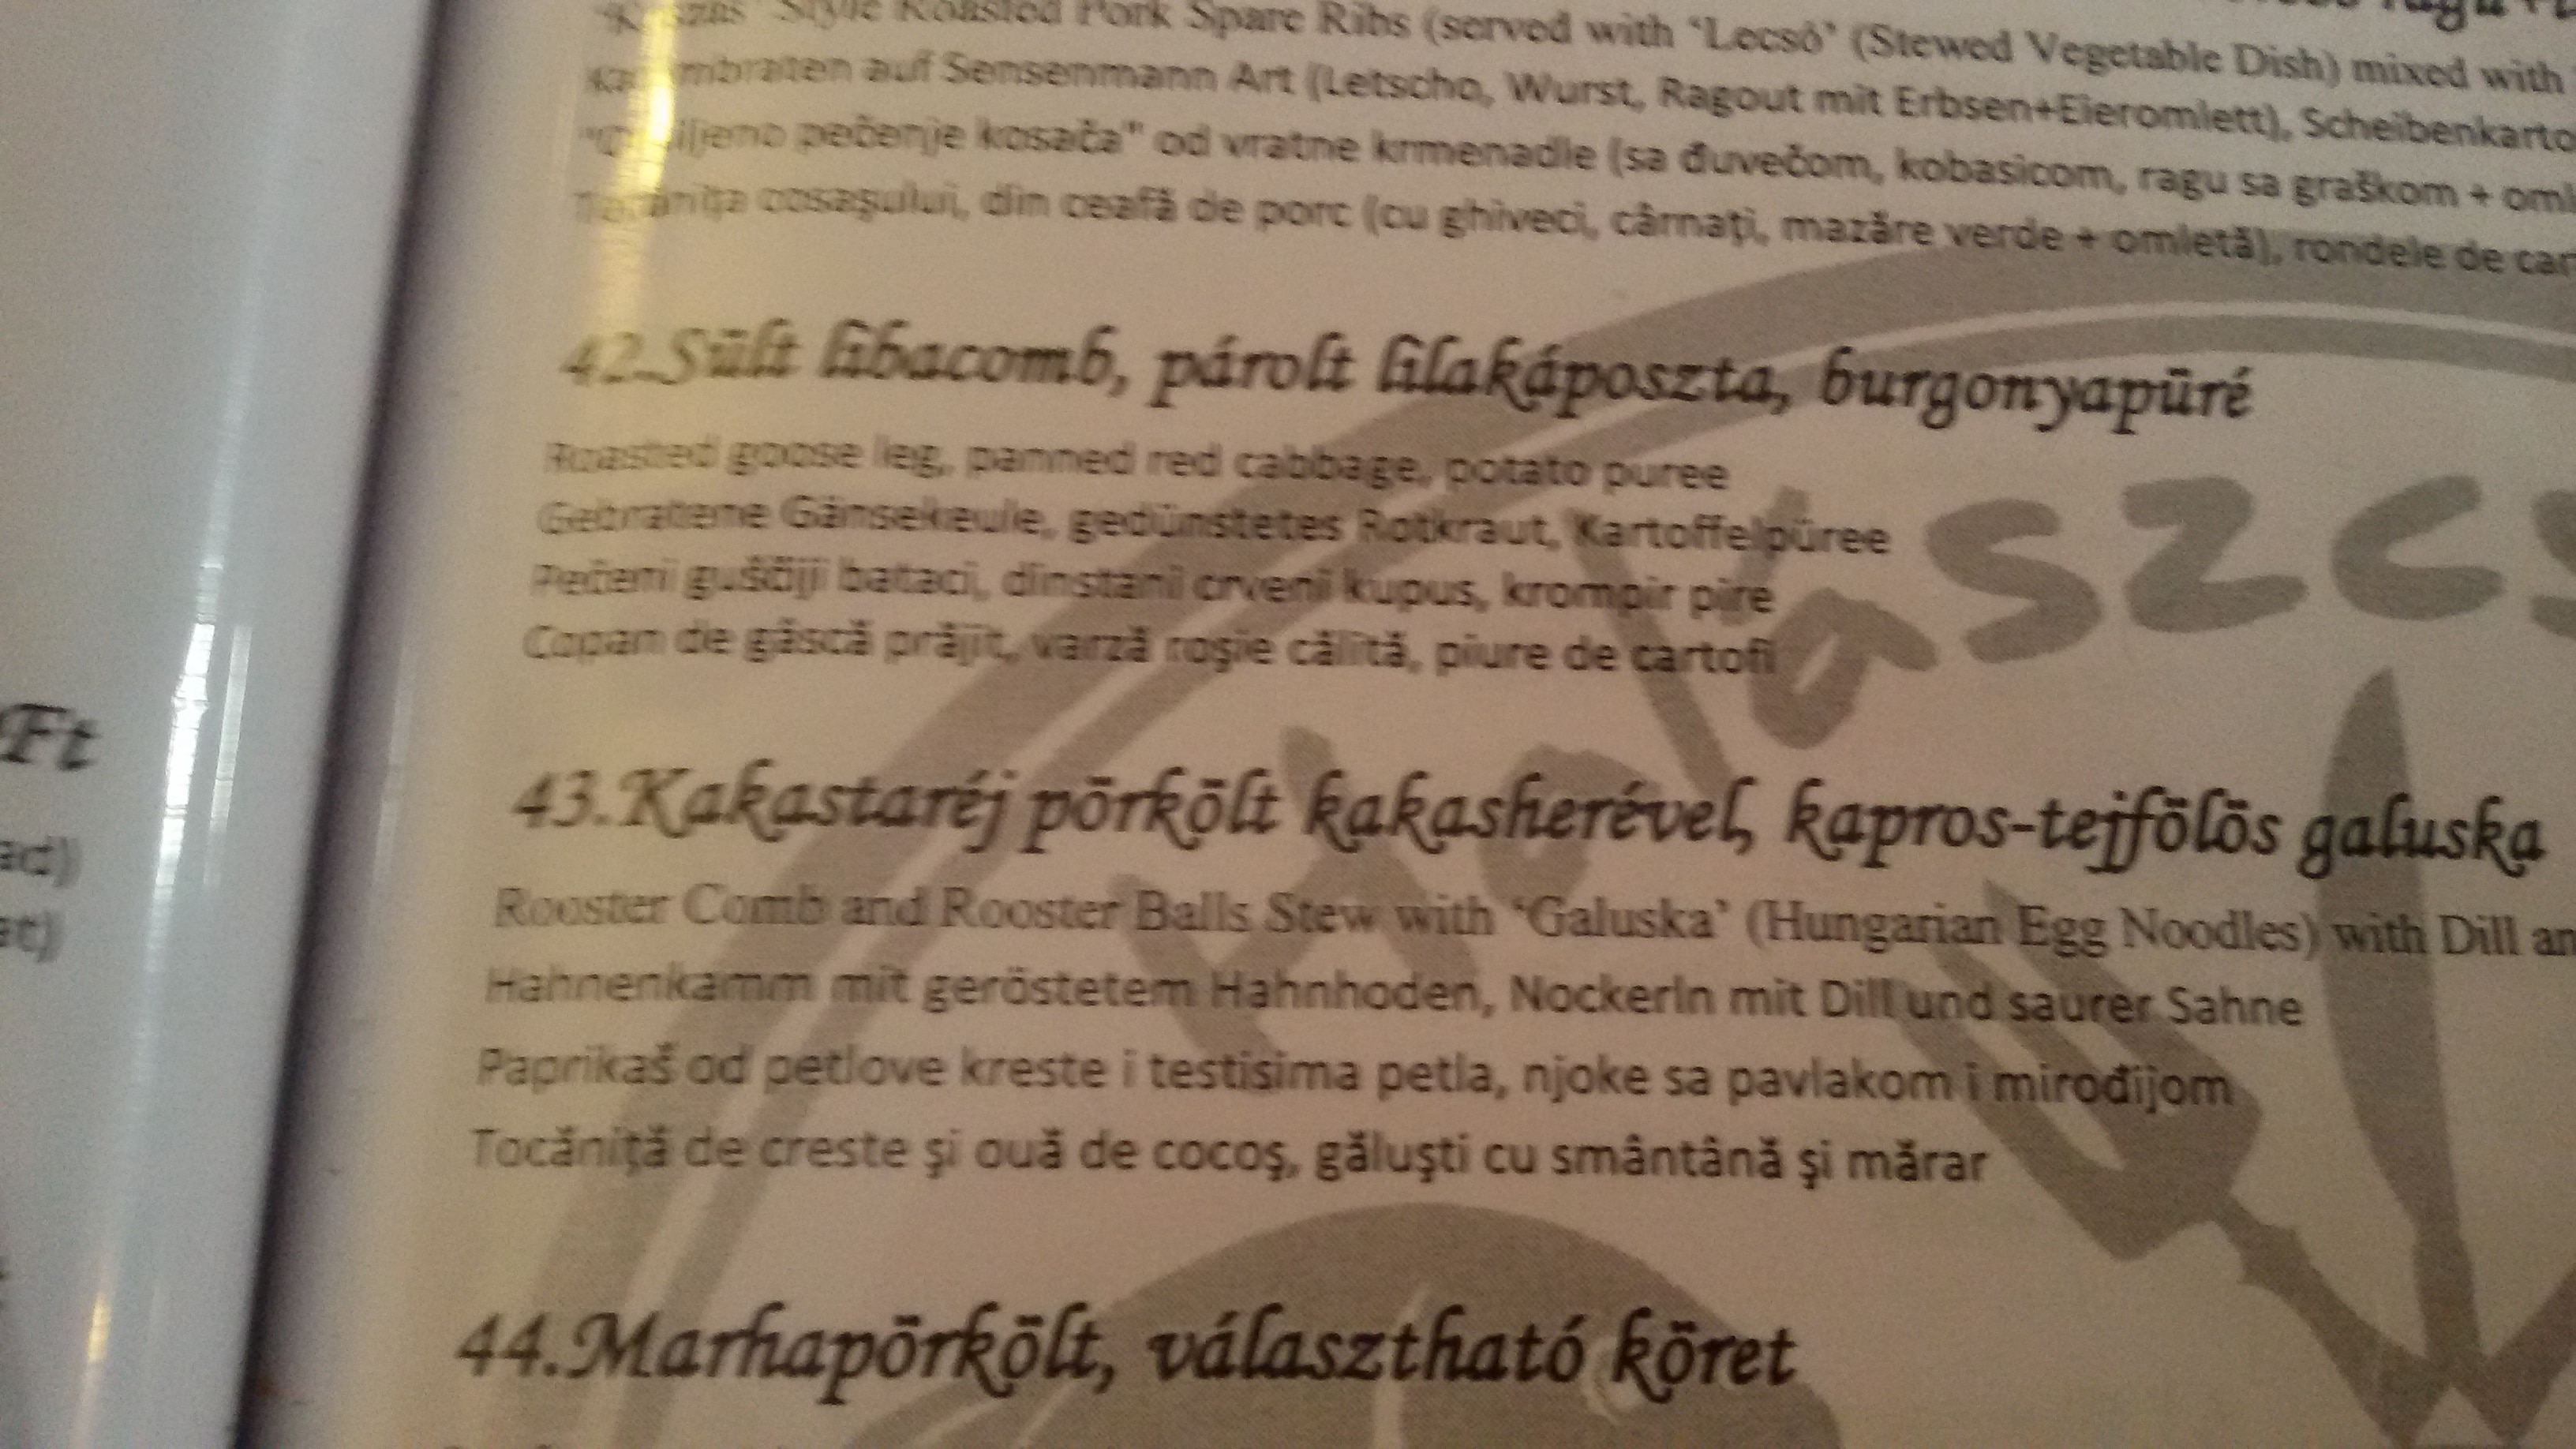 Style Roasted Pork Spare Ribs (served with ‘Lecsó’ (Stewed Vegetable Dish) mixed with
auf Sensenmann Art (Letscho, Wurst, Ragout mit Erbsen+Eieromlett), Scheibenkarto
pečenje kosača" od vratne krmenadle (sa đuvečom, kobasicom, ragu sa graškom + oml
cosaşului, din ceafă de porc (cu ghiveci, cârnaţi, mazăre verde + omletă), rondele de car
42.Sült libacomb, párolt lilakáposzta, burgonyapüré
Roasted goose leg, panned red cabbage, potato puree
Gebratene Gänsekeule, gedünstetes Rotkraut, Kartoffelpüree
Pečeni guščiji bataci, dinstani crveni kupus, krompir pire
Copan de gâscă prăjit, varză roşie călită, piure de cartofi
Ft
ad)
at)
43.Kakastaréj pörkölt kakasherével, kapros-tejfölös galuska
Rooster Comb and Rooster Balls Stew with ‘Galuska’ (Hungarian Egg Noodles) with Dill an
Hahnenkamm mit geröstetem Hahnhoden, Nockerln mit Dill und saurer Sahne
Paprikaš od petlove kreste i testisima petla, njoke sa pavlakom i mirođijom
Tocăniţă de creste şi ouă de cocoş, găluşti cu smântână şi mărar
44.Marhapörkölt, választható köret